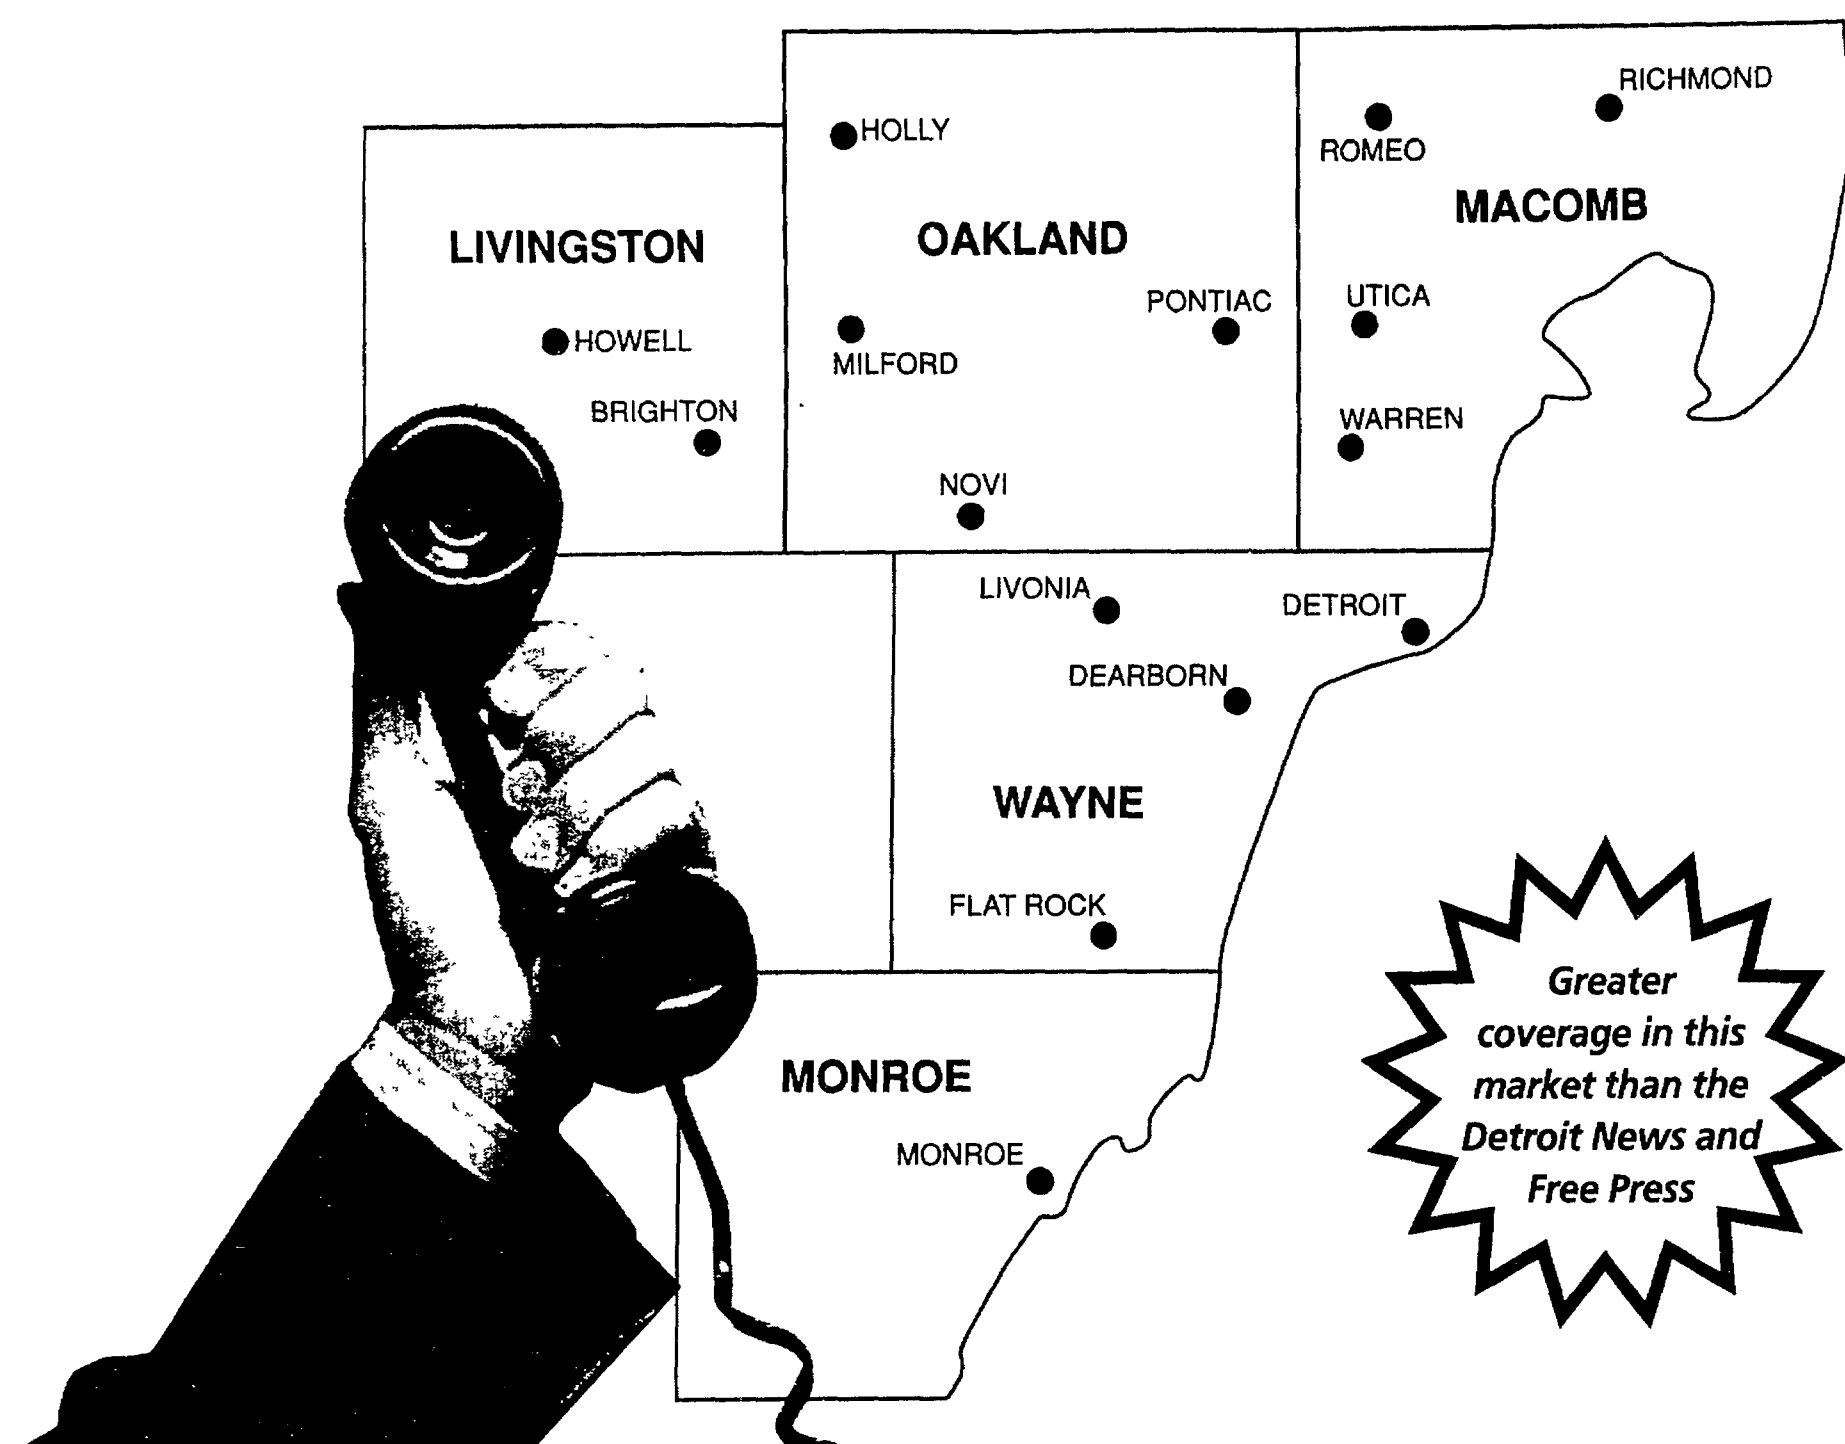 RICHMOND
HOLLY
ROMEO
MACOMB
LIVINGSTON
OAKLAND
PONTIAC
UTICA
HOWELL
MILFORD
BRIGHTON
WARREN
NOVI
LIVONIA
DETROIT
DEARBORN
WAYNE
FLAT ROCK
Greater
coverage in this
market than the
Detroit News and
Free Press
MONROE
MONROE